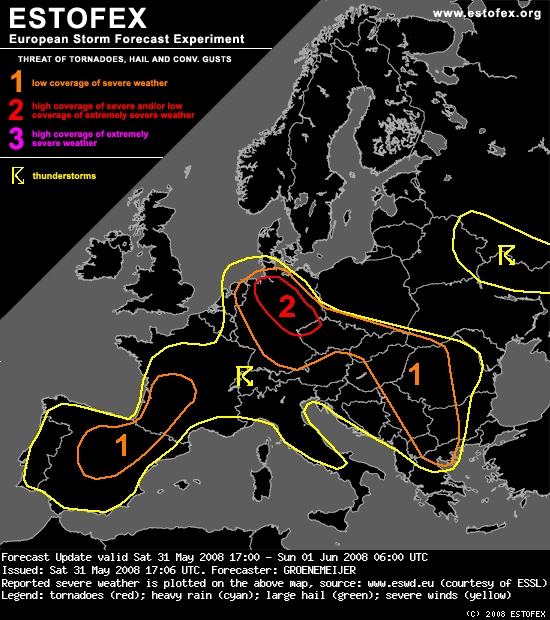 ESTOFEX
www.estofex.org
European Storm Forecast Experiment
THREAT OF TORNADOES, HAIL AND CONV. GUSTS
1 low coverage of severe weather
2 high coverage of severe and/or low
coverage of extremely severe weather
3 high coverage of extremely
severe weather
thunderstorms
2
1
1
Forecast Update valid Sat 31 May 2008 17:00 - Sun 01 Jun 2008 06:00 UTC
Issued: Sat 31 May 2008 17:06 UTC. Forecaster: GROENEMEIJER
Reported severe weather is plotted on the above map, source: www.eswd.eu (courtesy of ESSL)
Legend: tornadoes (red); heavy rain (cyan); large hail (green); severe winds (yellow)
(C) 2008 ESTOFEX